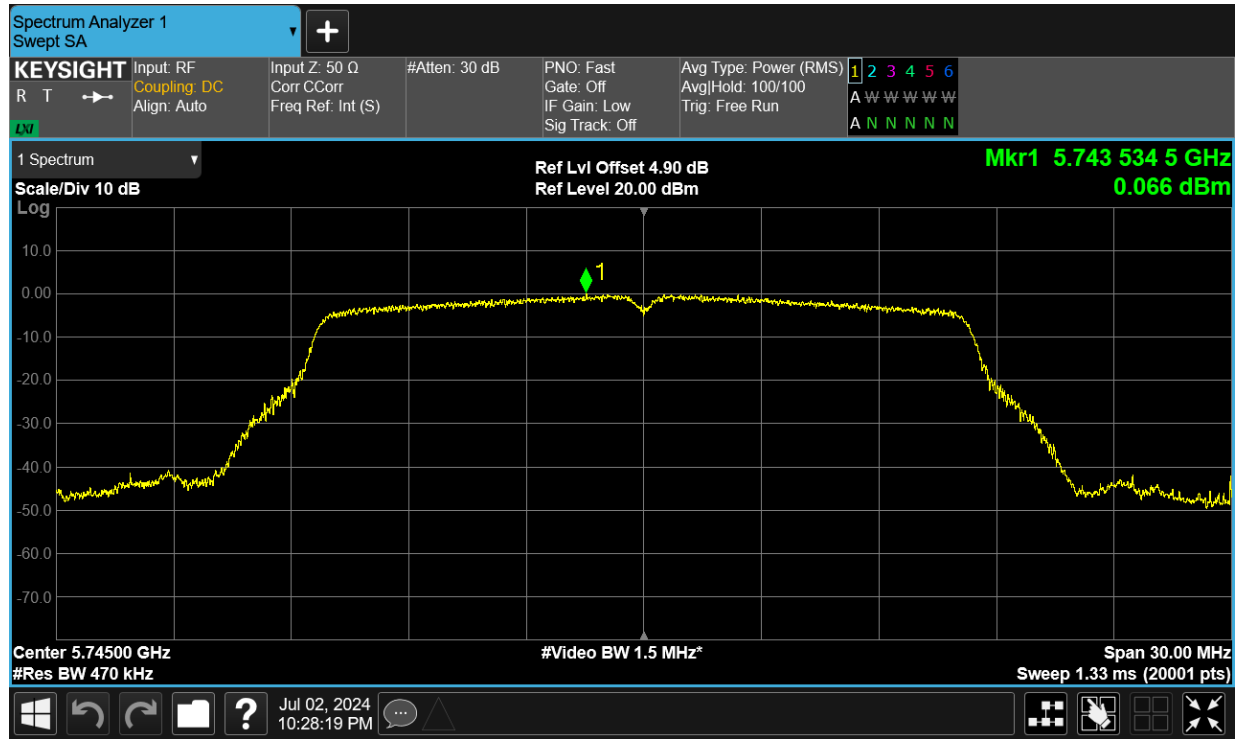 Spectrum Analyzer 1
Swept SA
KEYSIGHT
R T
LXI
Input: RF
Coupling: DC
Align: Auto
Input Z: 50 Ω
Corr CCorr
Freq Ref: Int (S)
#Atten: 30 dB
PNO: Fast
Gate: Off
IF Gain: Low
Sig Track: Off
Avg Type: Power (RMS)
Avg|Hold: 100/100
Trig: Free Run
1 2 3 4 5 6
A W W W W W
A N N N N N
1 Spectrum
Scale/Div 10 dB
Log
Ref Lvl Offset 4.90 dB
Ref Level 20.00 dBm
Mkr1 5.743 534 5 GHz
0.066 dBm
10.0
0.00
-10.0
-20.0
-30.0
-40.0
-50.0
-60.0
-70.0
1
Center 5.74500 GHz
#Res BW 470 kHz
#Video BW 1.5 MHz*
Span 30.00 MHz
Sweep 1.33 ms (20001 pts)
?
Jul 02, 2024
10:28:19 PM